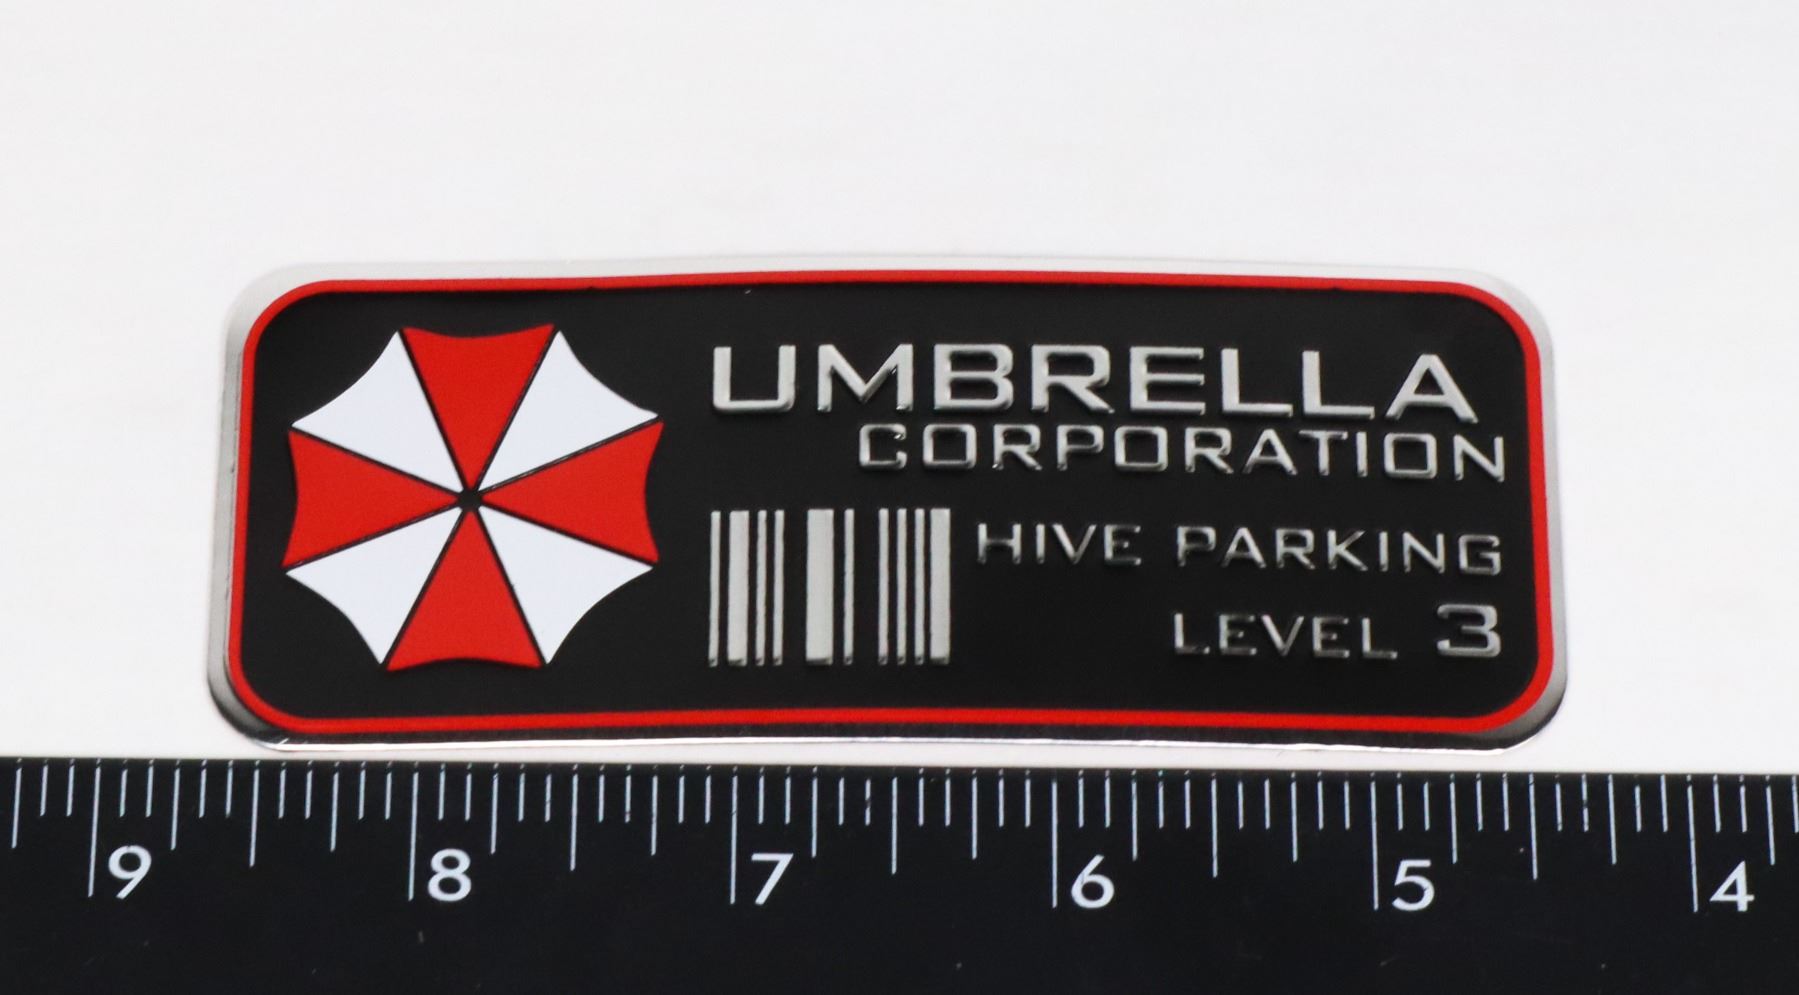 UMBRELLA
CORPORATION
HIVE PARKING
LEVEL 3
9 8 7 6 5 4